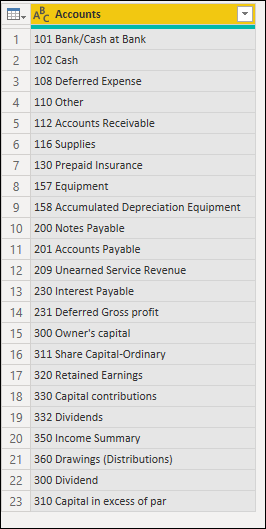 ABC Accounts
1 101 Bank/Cash at Bank
2 102 Cash
3 108 Deferred Expense
4 110 Other
5 112 Accounts Receivable
6 116 Supplies
7 130 Prepaid Insurance
8 157 Equipment
9 158 Accumulated Depreciation Equipment
10 200 Notes Payable
11 201 Accounts Payable
12 209 Unearned Service Revenue
13 230 Interest Payable
14 231 Deferred Gross profit
15 300 Owner's capital
16 311 Share Capital-Ordinary
17 320 Retained Earnings
18 330 Capital contributions
19 332 Dividends
20 350 Income Summary
21 360 Drawings (Distributions)
22 300 Dividend
23 310 Capital in excess of par